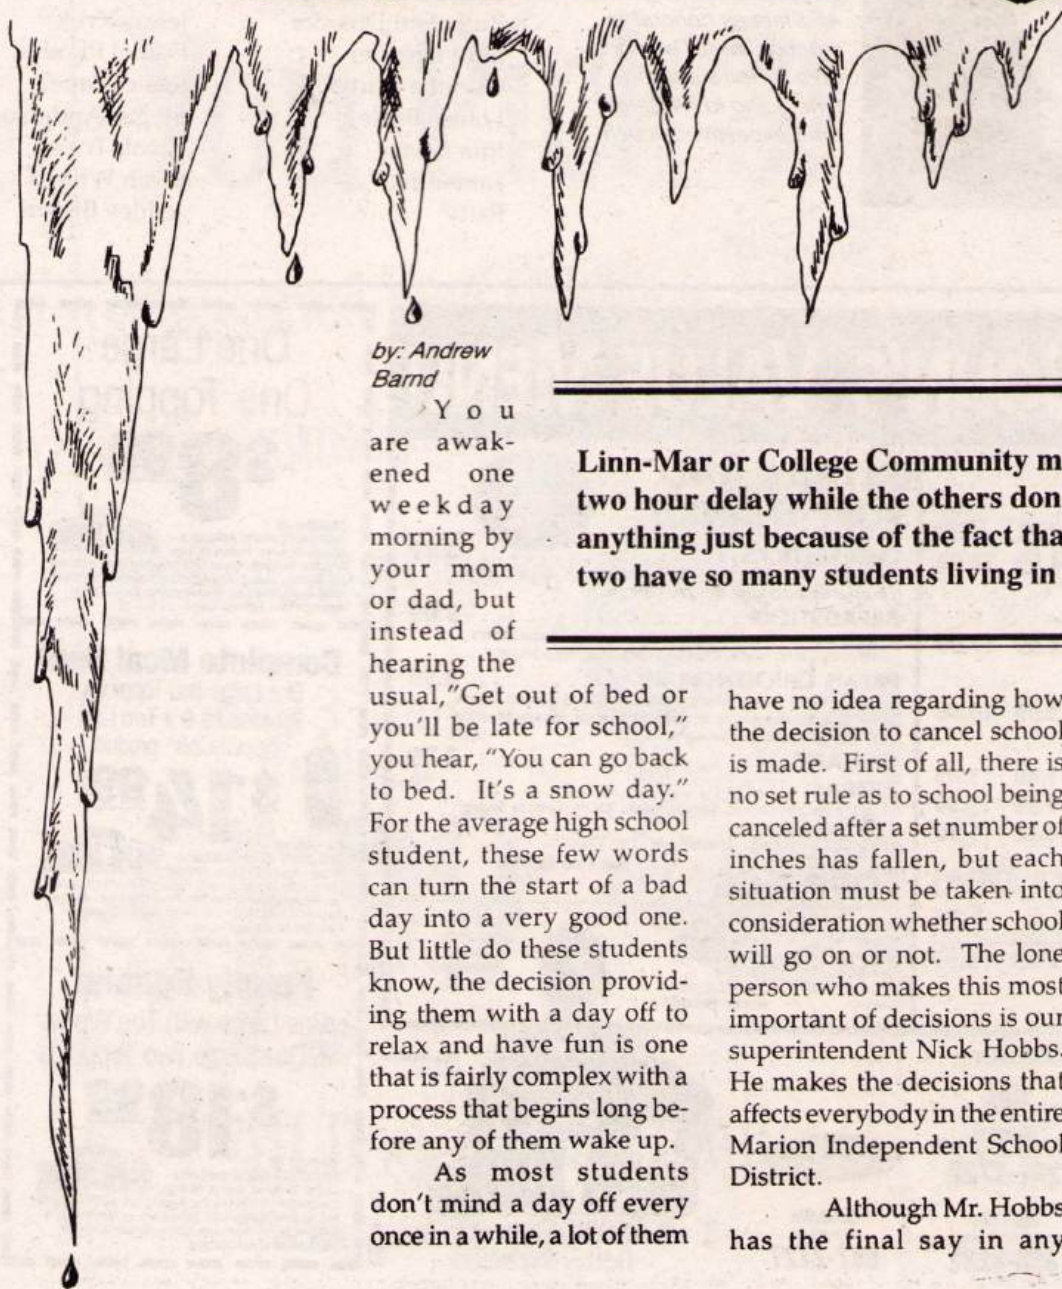 by: Andrew
Barnd
You
are awak-
ened one
weekday
morning by
your mom
or dad, but
instead of
hearing the
usual,"Get out of bed or
you'll be late for school,"
you hear, "You can go back
to bed. It's a snow day."
For the average high school
student, these few words
can turn the start of a bad
day into a very good one.
But little do these students
know, the decision provid-
ing them with a day off to
relax and have fun is one
that is fairly complex with a
process that begins long be-
fore any of them wake up.
As most students
don't mind a day off every
once in a while, a lot of them
Linn-Mar or College Community m
two hour delay while the others don
anything just because of the fact tha
two have so many students living in
have no idea regarding how
the decision to cancel school
is made. First of all, there is
no set rule as to school being
canceled after a set number of
inches has fallen, but each
situation must be taken into
consideration whether school
will go on or not. The lone
person who makes this most
important of decisions is our
superintendent Nick Hobbs.
He makes the decisions that
affects everybody in the entire
Marion Independent School
District.
Although Mr. Hobbs
has the final say in any